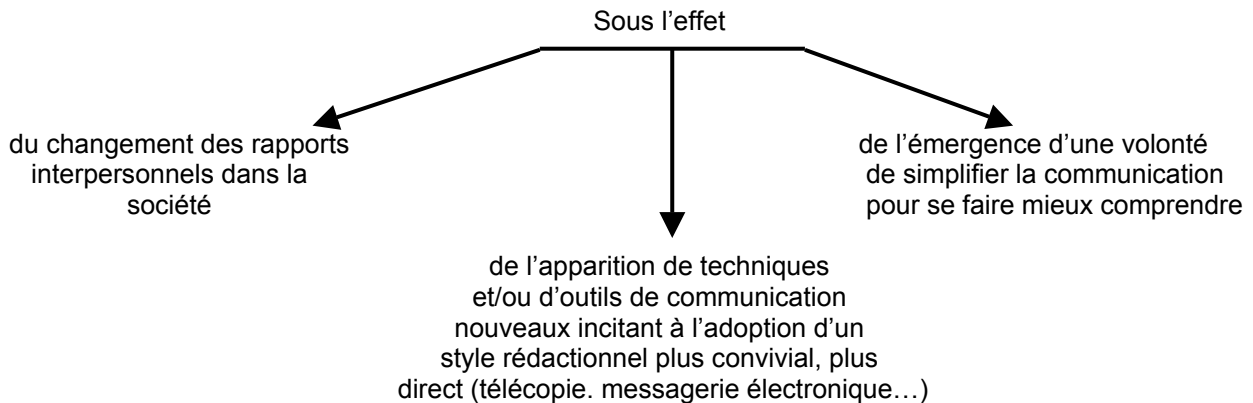 Sous l'effet
du changement des rapports
interpersonnels dans la
société
de l'apparition de techniques
et/ou d'outils de communication
nouveaux incitant à l'adoption d'un
style rédactionnel plus convivial, plus
direct (télécopie. messagerie électronique…)
de l'émergence d'une volonté
de simplifier la communication
pour se faire mieux comprendre